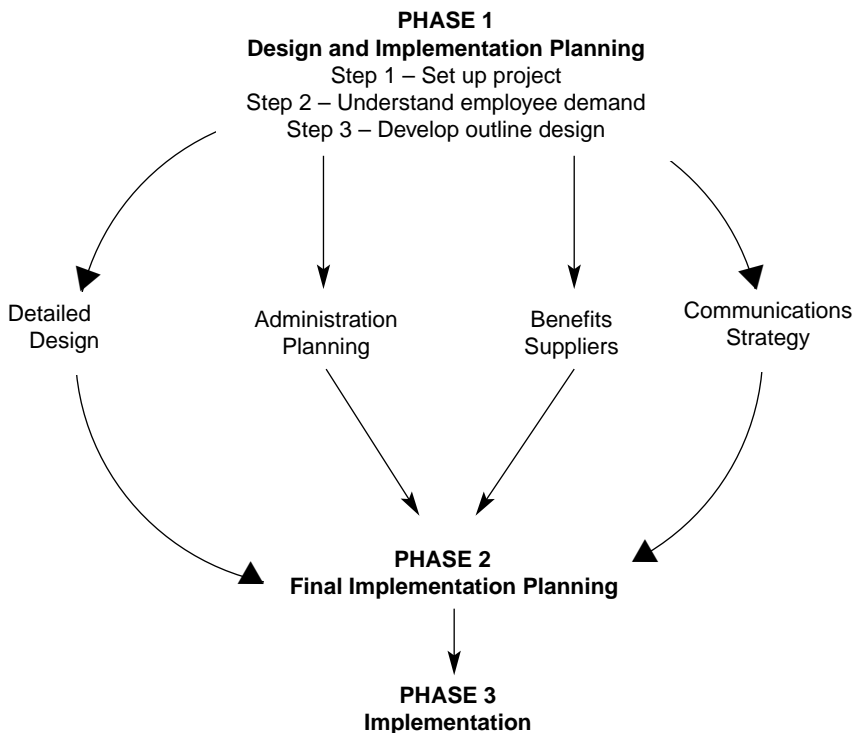 PHASE 1
Design and Implementation Planning
Step 1 – Set up project
Step 2 – Understand employee demand
Step 3 – Develop outline design
Detailed
Design
Administration
Planning
Benefits
Suppliers
Communications
Strategy
PHASE 2
Final Implementation Planning
PHASE 3
Implementation